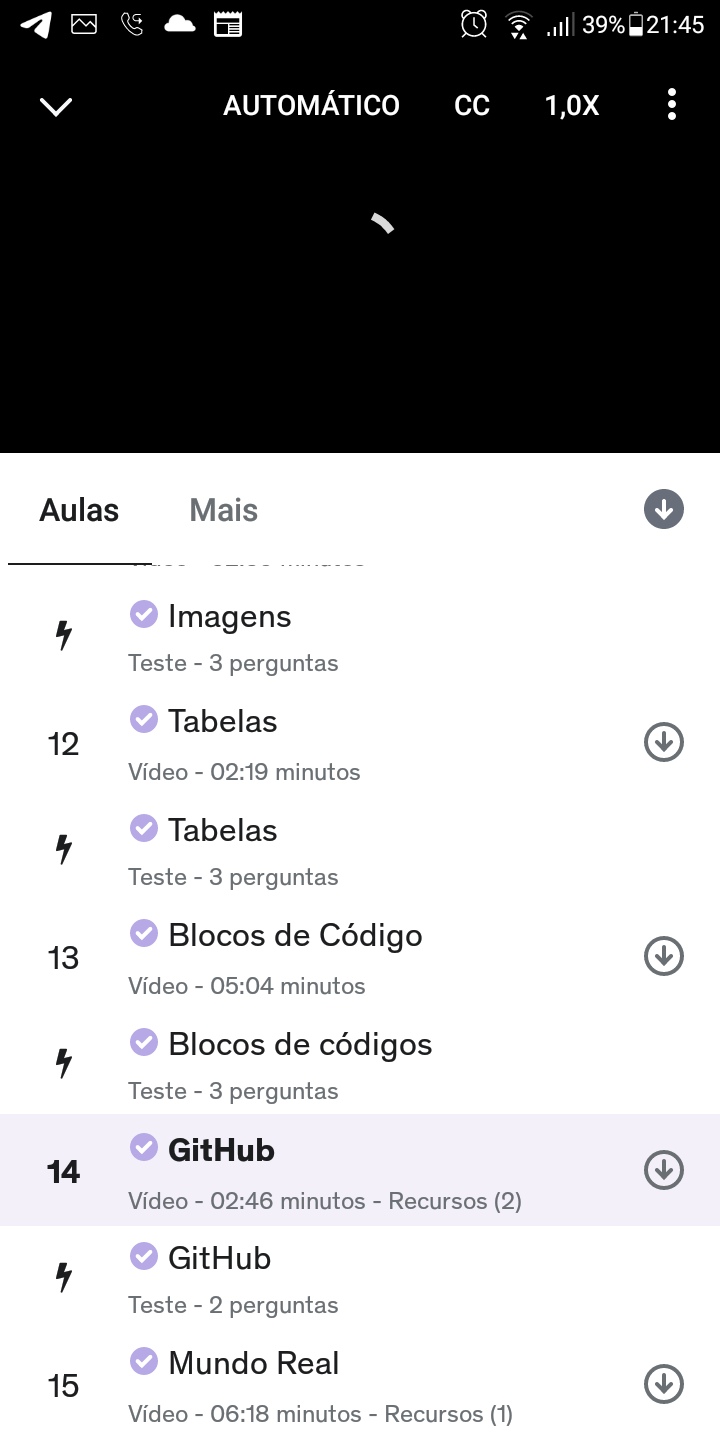 39% 21:45
AUTOMÁTICO CC 1,0X
Aulas Mais
Imagens
Teste - 3 perguntas
12 Tabelas
Vídeo - 02:19 minutos
Tabelas
Teste - 3 perguntas
13 Blocos de Código
Vídeo - 05:04 minutos
Blocos de códigos
Teste - 3 perguntas
14 GitHub
Vídeo - 02:46 minutos - Recursos (2)
GitHub
Teste - 2 perguntas
15 Mundo Real
Vídeo - 06:18 minutos - Recursos (1)